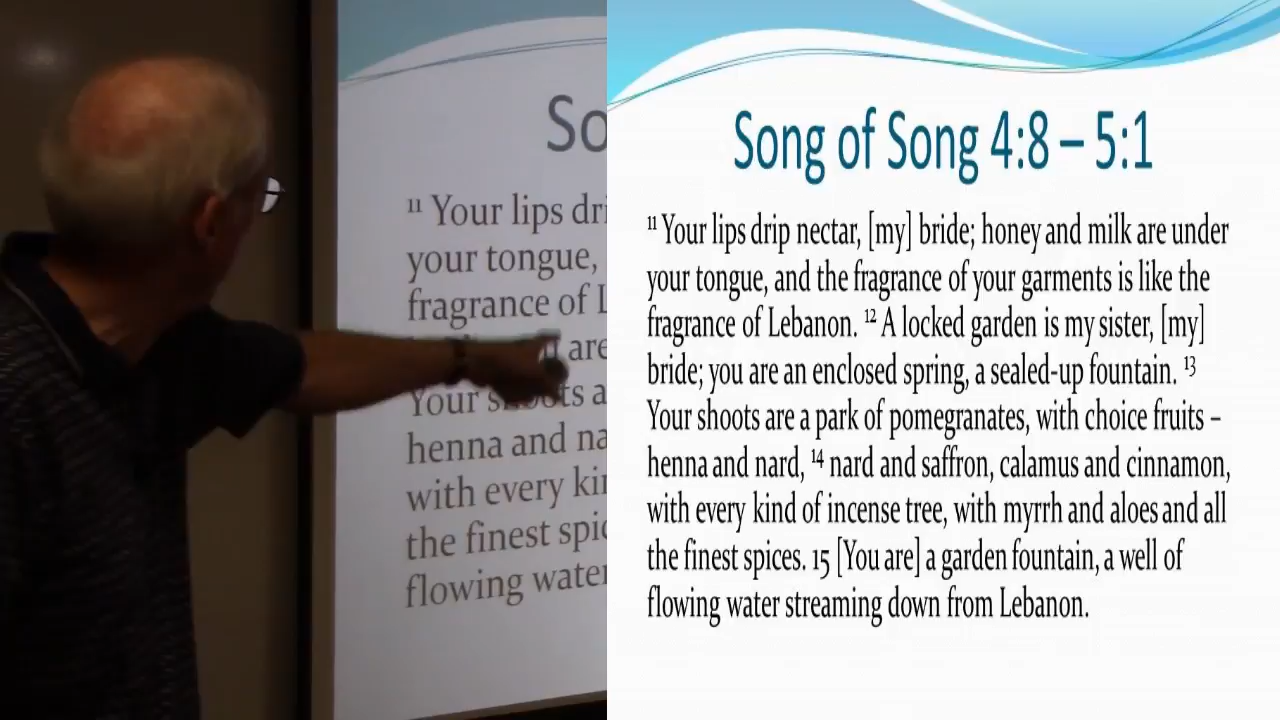 So
¹¹ Your lips dri
your tongue,
fragrance of L
are
Your shoots a
henna and na
with every kin
the finest spic
flowing water
Song of Song 4:8 – 5:1
¹¹ Your lips drip nectar, [my] bride; honey and milk are under
your tongue, and the fragrance of your garments is like the
fragrance of Lebanon. ¹² A locked garden is my sister, [my]
bride; you are an enclosed spring, a sealed-up fountain. ¹³
Your shoots are a park of pomegranates, with choice fruits –
henna and nard, ¹⁴ nard and saffron, calamus and cinnamon,
with every kind of incense tree, with myrrh and aloes and all
the finest spices. 15 [You are] a garden fountain, a well of
flowing water streaming down from Lebanon.